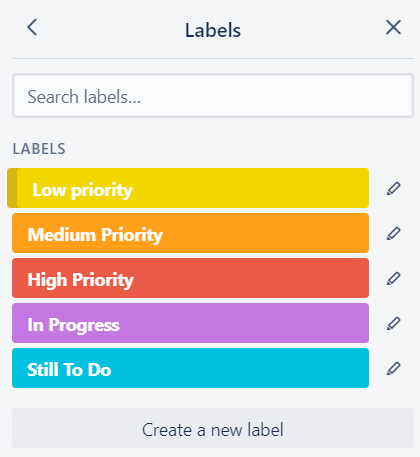 Labels
Search labels...
LABELS
Low priority
Medium Priority
High Priority
In Progress
Still To Do
Create a new label